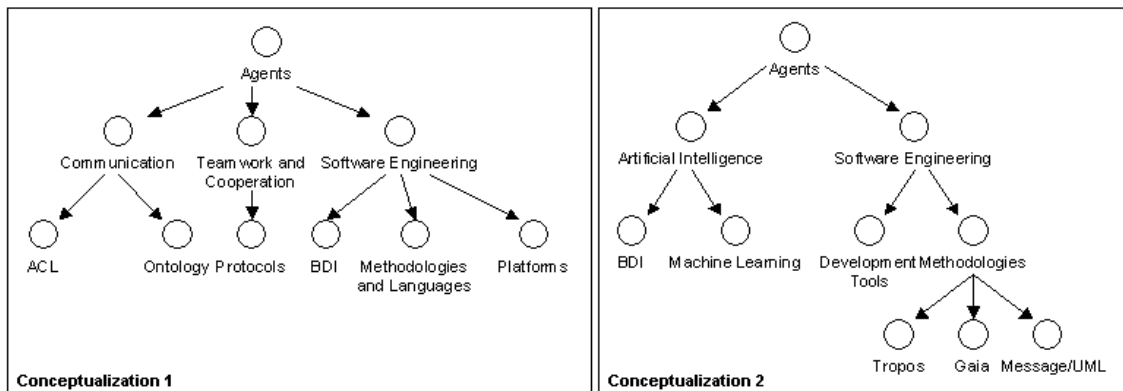 Agents
Communication
Teamwork and
Cooperation
Software Engineering
ACL
Ontology
Protocols
BDI
Methodologies
and Languages
Platforms
Conceptualization 1
Agents
Artificial Intelligence
Software Engineering
BDI
Machine Learning
Development
Tools
Methodologies
Tropos
Gaia
Message/UML
Conceptualization 2